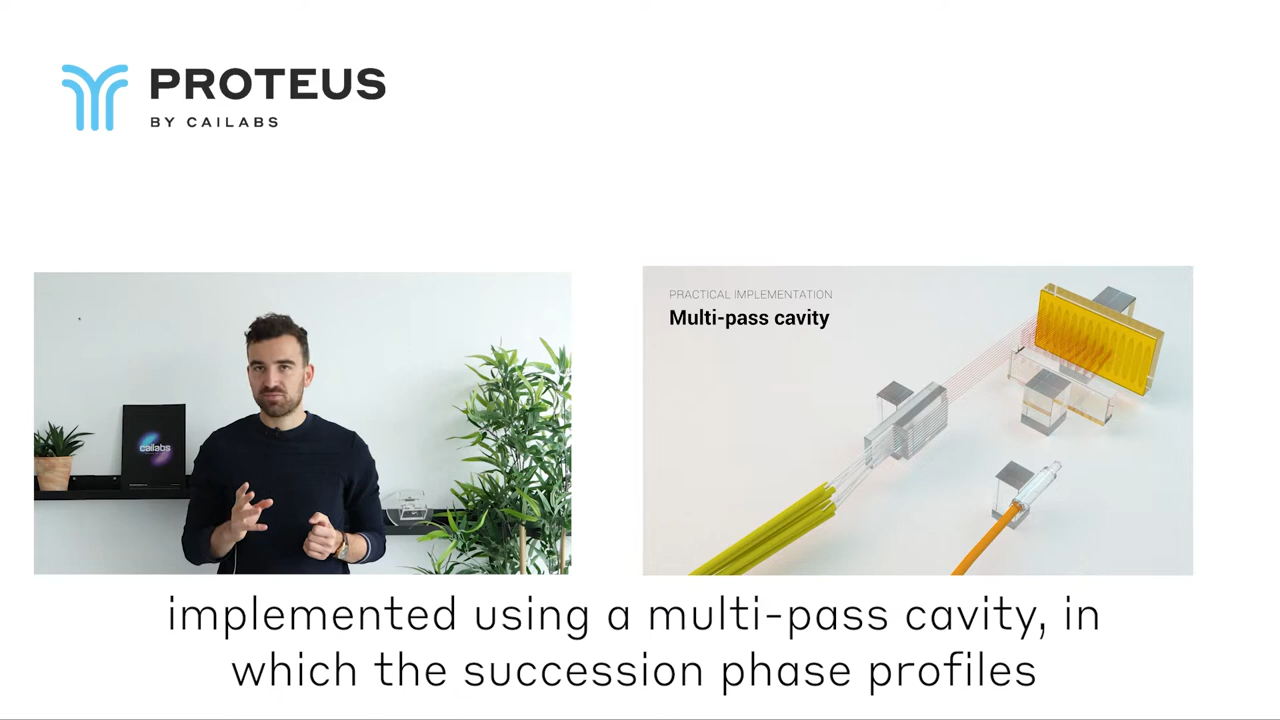 PROTEUS
BY CAILABS
PRACTICAL IMPLEMENTATION
Multi-pass cavity
cailabs
implemented using a multi-pass cavity, in
which the succession phase profiles